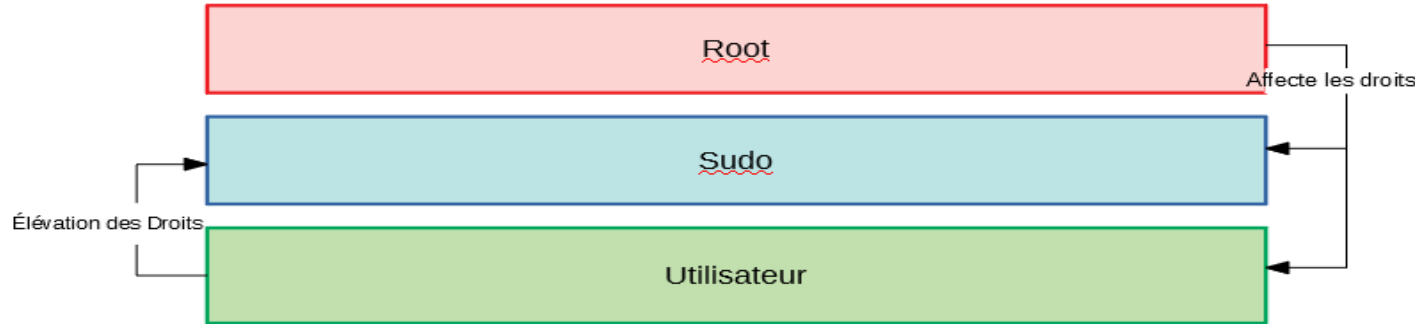 Root
Affecte les droits
Sudo
Élévation des Droits
Utilisateur